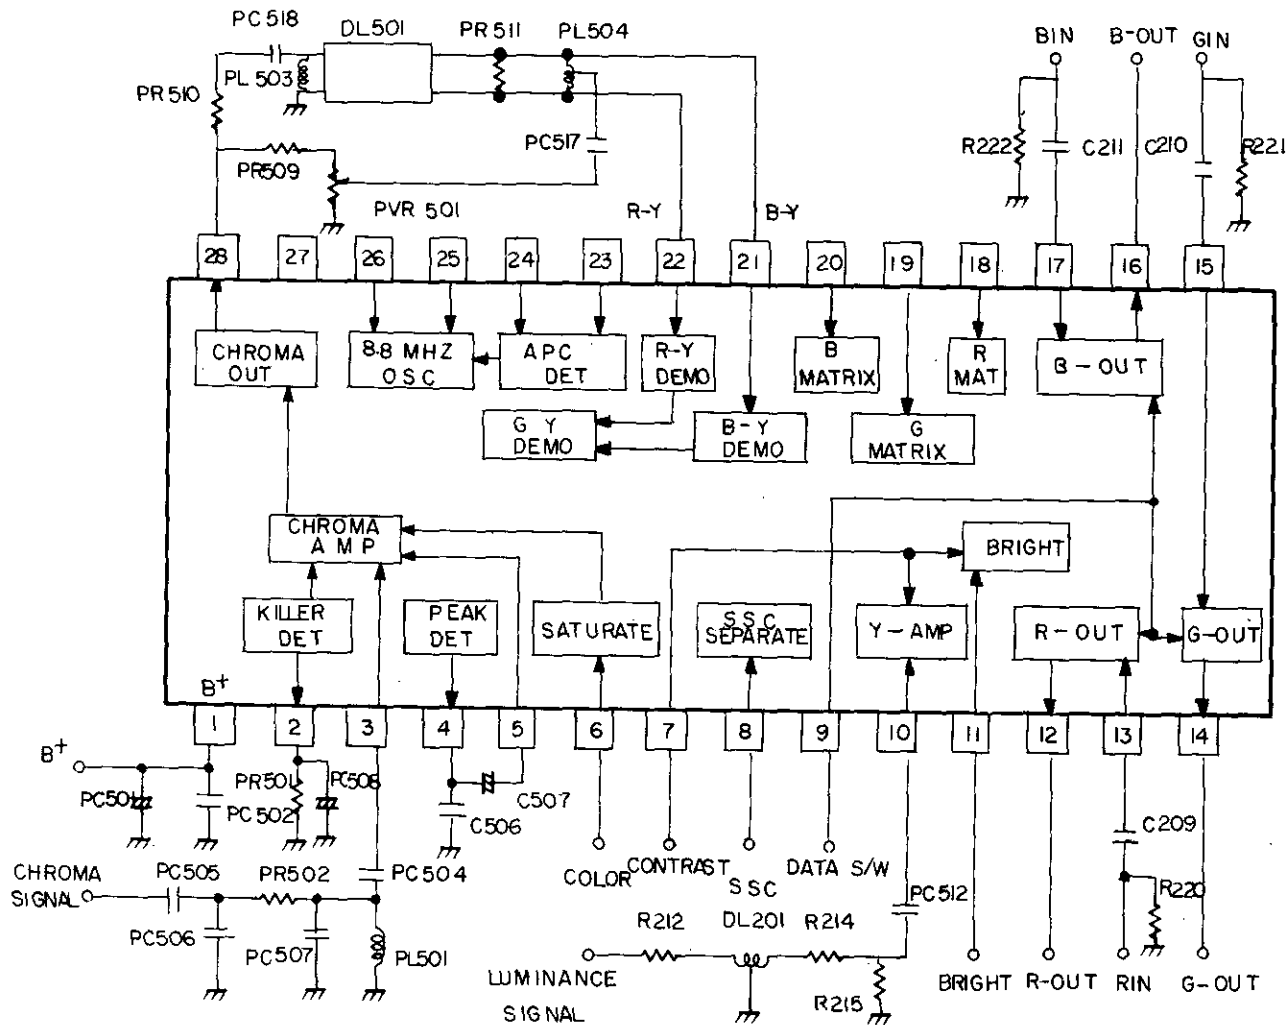 PC518
DL501
PR511
PL504
BIN
B-OUT
GIN
PL503
PR510
PC517
R222
C211
C210
R221
PR509
PVR 501
R-Y
B-Y
28
27
26
25
24
23
22
21
20
19
18
17
16
15
CHROMA
OUT
8.8 MHZ
OSC
APC
DET
R-Y
DEMO
B
MATRIX
R
MAT
B-OUT
G Y
DEMO
B-Y
DEMO
G
MATRIX
CHROMA
AMP
BRIGHT
KILLER
DET
PEAK
DET
SATURATE
SSC
SEPARATE
Y-AMP
R-OUT
G-OUT
B+
1
2
3
4
5
6
7
8
9
10
11
12
13
14
B+
PC501
PC502
PR501
PC508
C506
C507
C209
COLOR
CONTRAST
SSC
DATA S/W
CHROMA
SIGNAL
PC505
PR502
PC504
PC512
R220
PC506
PC507
PL501
R212
DL201
R214
R215
LUMINANCE
SIGNAL
BRIGHT
R-OUT
RIN
G-OUT